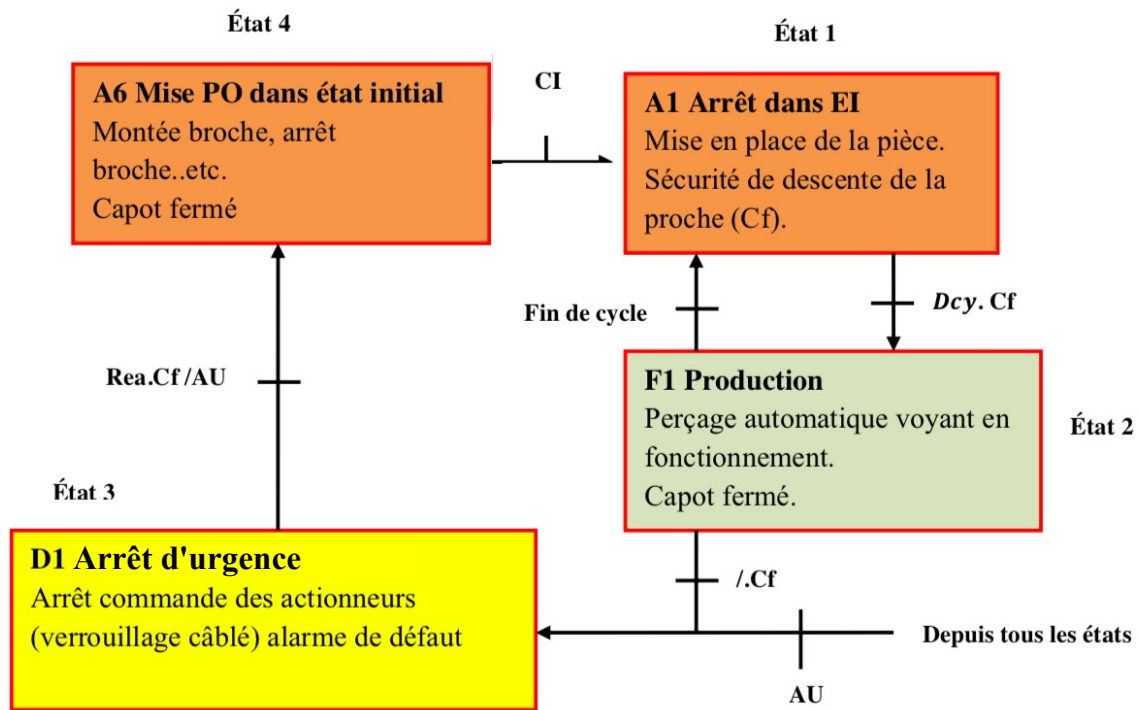 État 4
État 1
A6 Mise PO dans état initial
Montée broche, arrêt
broche..etc.
Capot fermé
CI
A1 Arrêt dans EI
Mise en place de la pièce.
Sécurité de descente de la
proche (Cf).
Fin de cycle
Dcy. Cf
Rea.Cf /AU
F1 Production
Perçage automatique voyant en
fonctionnement.
Capot fermé.
État 2
État 3
D1 Arrêt d'urgence
Arrêt commande des actionneurs
(verrouillage câblé) alarme de défaut
/.Cf
Depuis tous les états
AU